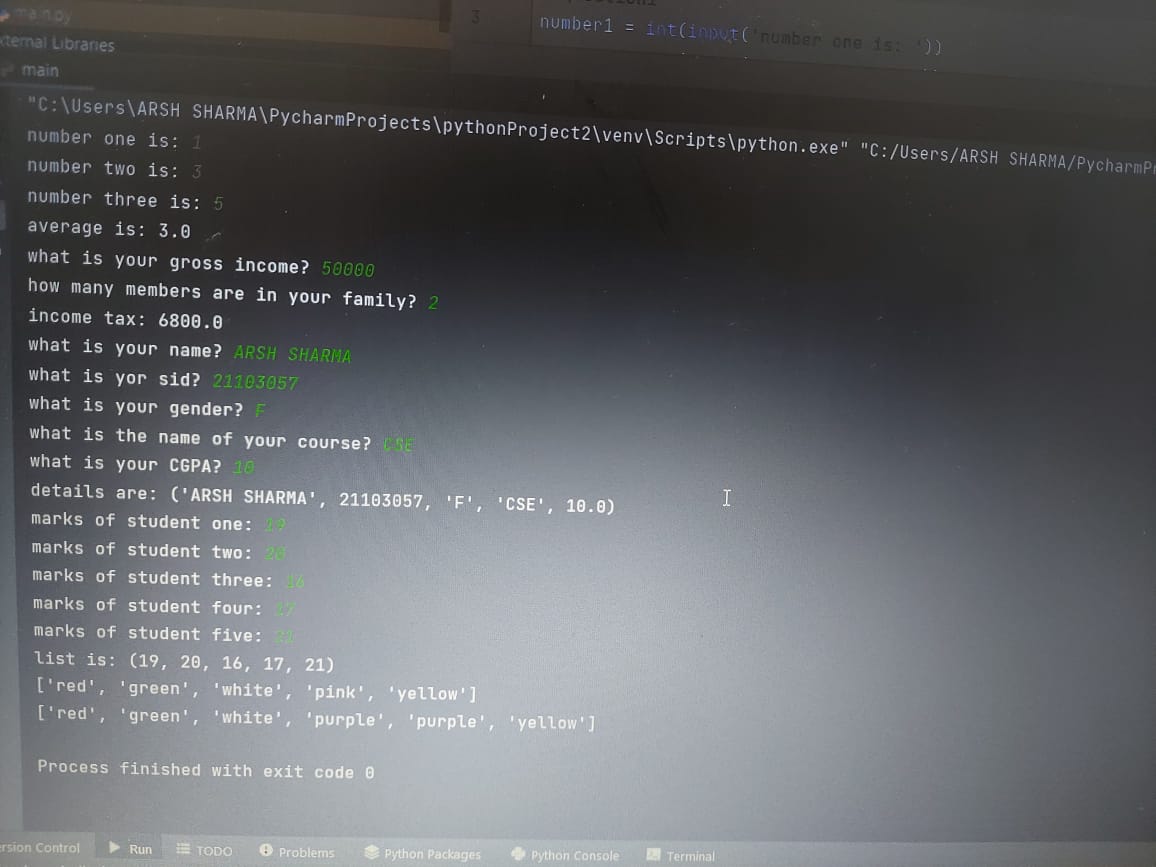 main.py
3 number1 = int(input('number one is: '))
External Libraries
main
"C:\Users\ARSH SHARMA\PycharmProjects\pythonProject2\venv\Scripts\python.exe" "C:/Users/ARSH SHARMA/PycharmPr
number one is: 1
number two is: 3
number three is: 5
average is: 3.0
what is your gross income? 50000
how many members are in your family? 2
income tax: 6800.0
what is your name? ARSH SHARMA
what is yor sid? 21103057
what is your gender? F
what is the name of your course? CSE
what is your CGPA? 10
details are: ('ARSH SHARMA', 21103057, 'F', 'CSE', 10.0)
marks of student one: 19
marks of student two: 20
marks of student three: 16
marks of student four: 17
marks of student five: 21
list is: (19, 20, 16, 17, 21)
['red', 'green', 'white', 'pink', 'yellow']
['red', 'green', 'white', 'purple', 'purple', 'yellow']
Process finished with exit code 0
ersion Control Run TODO Problems Python Packages Python Console Terminal